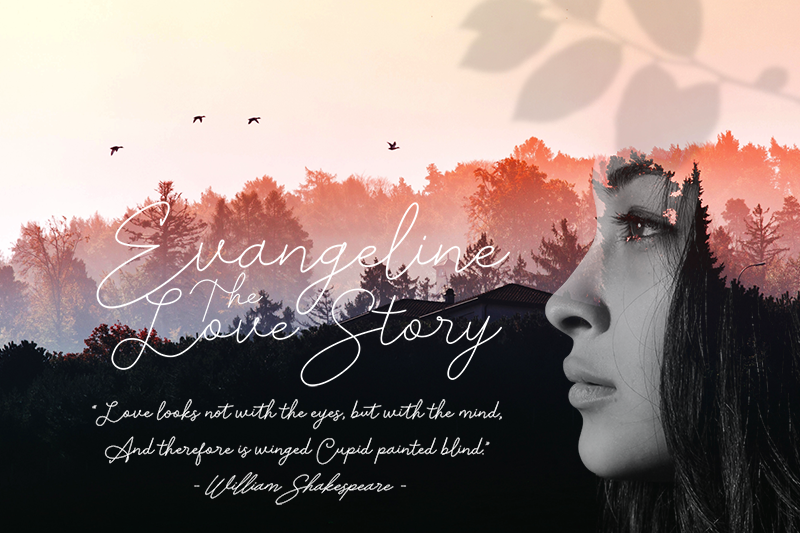 Evangeline
The
Love Story
"Love looks not with the eyes, but with the mind,
And therefore is winged Cupid painted blind."
- William Shakespeare -